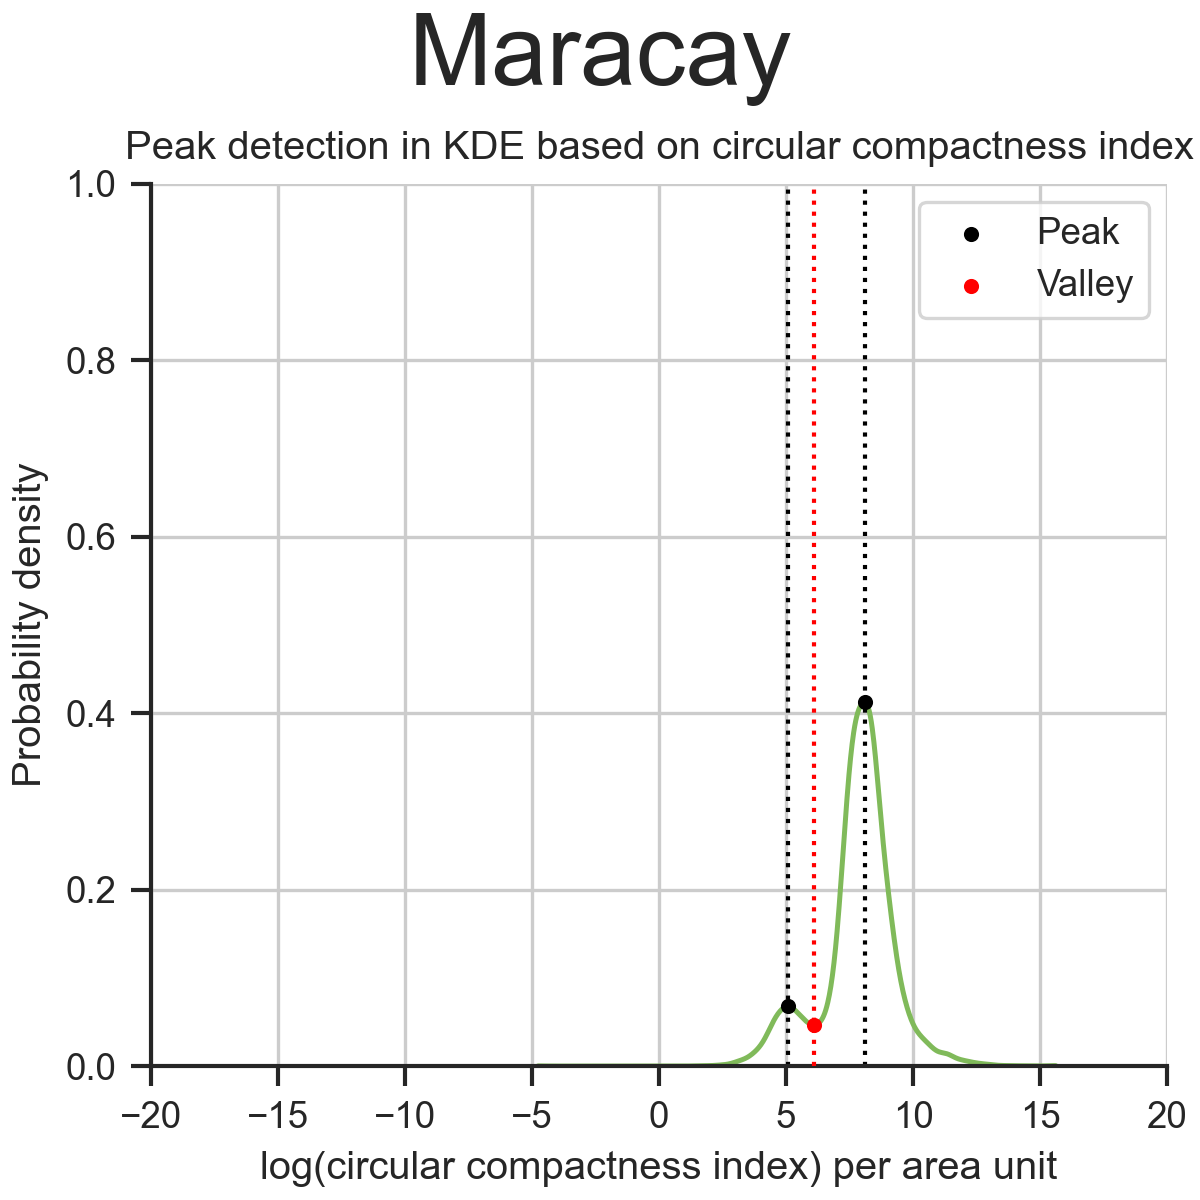 Maracay
Peak detection in KDE based on circular compactness index
1.0
0.8
0.6
0.4
0.2
0.0
Probability density
Peak
Valley
−20 −15 −10 −5 0 5 10 15 20
log(circular compactness index) per area unit